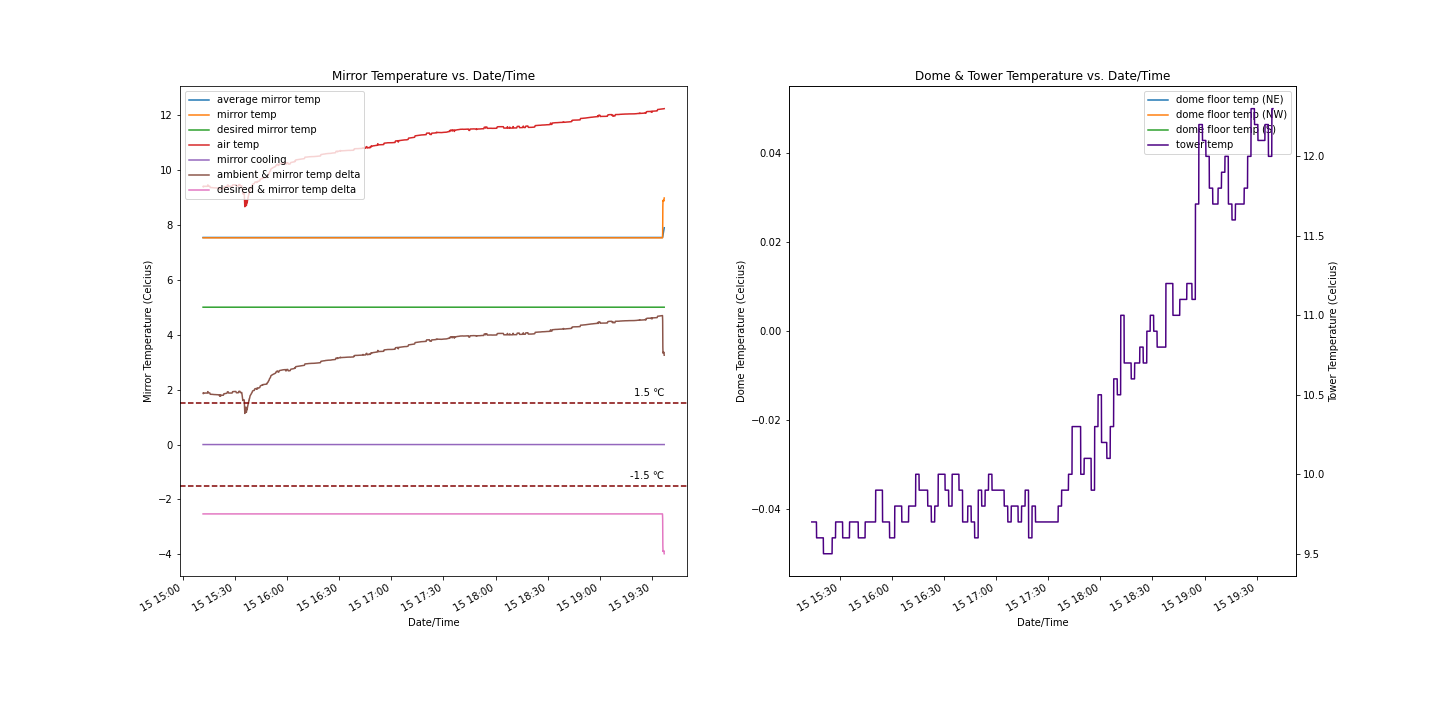 Mirror Temperature vs. Date/Time
average mirror temp
mirror temp
desired mirror temp
air temp
mirror cooling
ambient & mirror temp delta
desired & mirror temp delta
12
10
8
6
4
2
0
−2
−4
Mirror Temperature (Celcius)
1.5 ℃
-1.5 ℃
15 15:00
15 15:30
15 16:00
15 16:30
15 17:00
15 17:30
15 18:00
15 18:30
15 19:00
15 19:30
Date/Time
Dome & Tower Temperature vs. Date/Time
dome floor temp (NE)
dome floor temp (NW)
dome floor temp (S)
tower temp
0.04
0.02
0.00
−0.02
−0.04
Dome Temperature (Celcius)
12.0
11.5
11.0
10.5
10.0
9.5
Tower Temperature (Celcius)
15 15:30
15 16:00
15 16:30
15 17:00
15 17:30
15 18:00
15 18:30
15 19:00
15 19:30
Date/Time